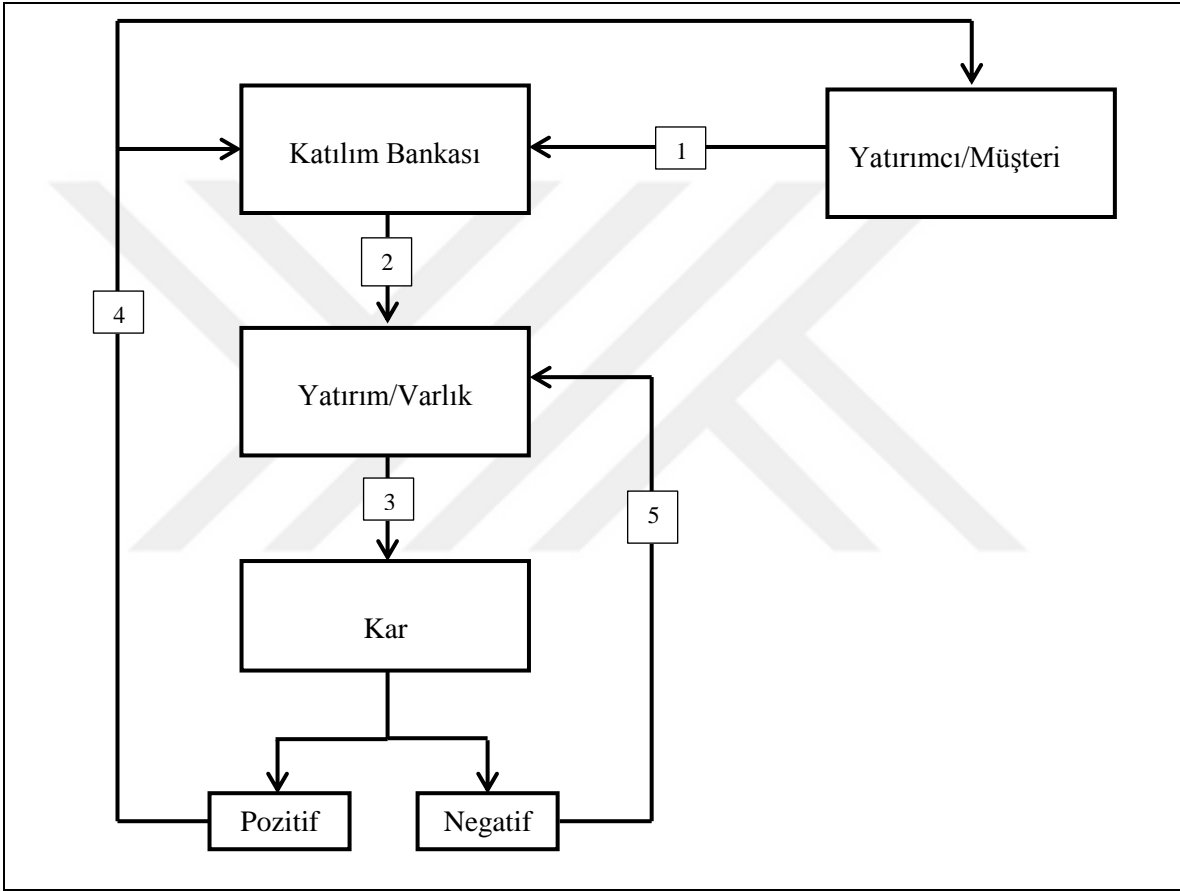 Katılım Bankası
1
Yatırımcı/Müşteri
2
4
Yatırım/Varlık
3
5
Kar
Pozitif
Negatif